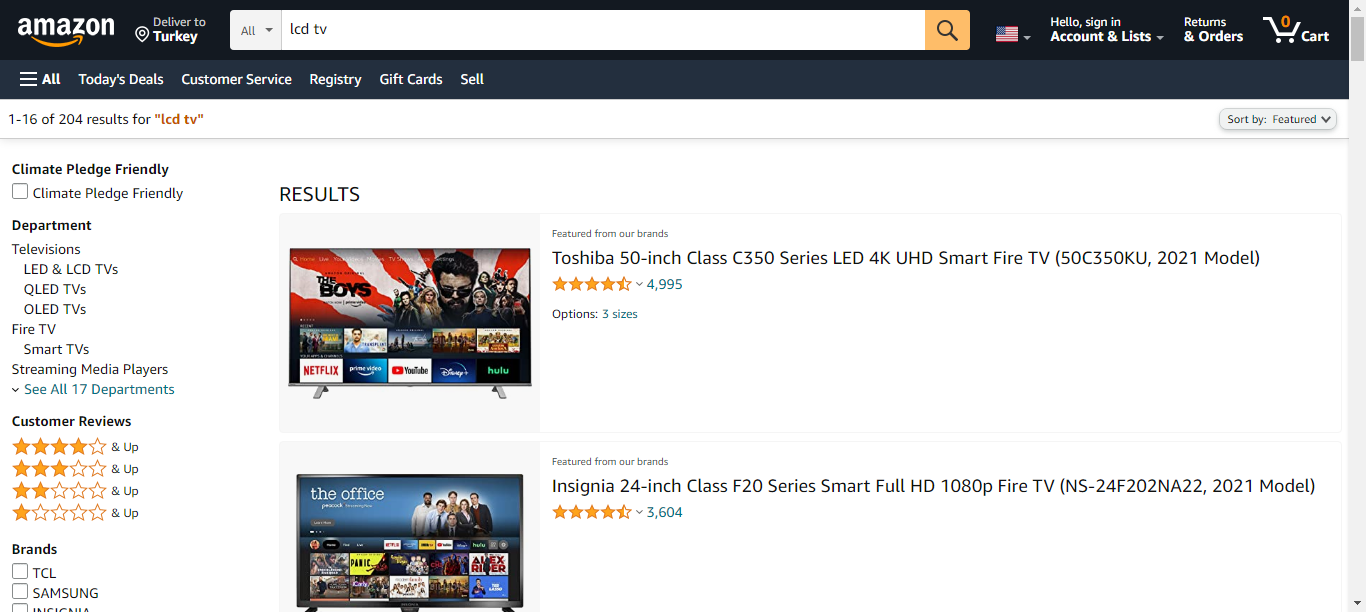 amazon
Deliver to
Turkey
All
lcd tv
Hello, sign in
Account & Lists
Returns
& Orders
0
Cart
All
Today's Deals
Customer Service
Registry
Gift Cards
Sell
1-16 of 204 results for "lcd tv"
Sort by: Featured
Climate Pledge Friendly
Climate Pledge Friendly
Department
Televisions
LED & LCD TVs
QLED TVs
OLED TVs
Fire TV
Smart TVs
Streaming Media Players
See All 17 Departments
Customer Reviews
& Up
& Up
& Up
& Up
Brands
TCL
SAMSUNG
INSIGNIA
RESULTS
THE BOYS
NETFLIX
prime video
YouTube
Disney+
hulu
Featured from our brands
Toshiba 50-inch Class C350 Series LED 4K UHD Smart Fire TV (50C350KU, 2021 Model)
4,995
Options: 3 sizes
the office
peacock
PANIC
iCarly
ALEX RIDER
Featured from our brands
Insignia 24-inch Class F20 Series Smart Full HD 1080p Fire TV (NS-24F202NA22, 2021 Model)
3,604